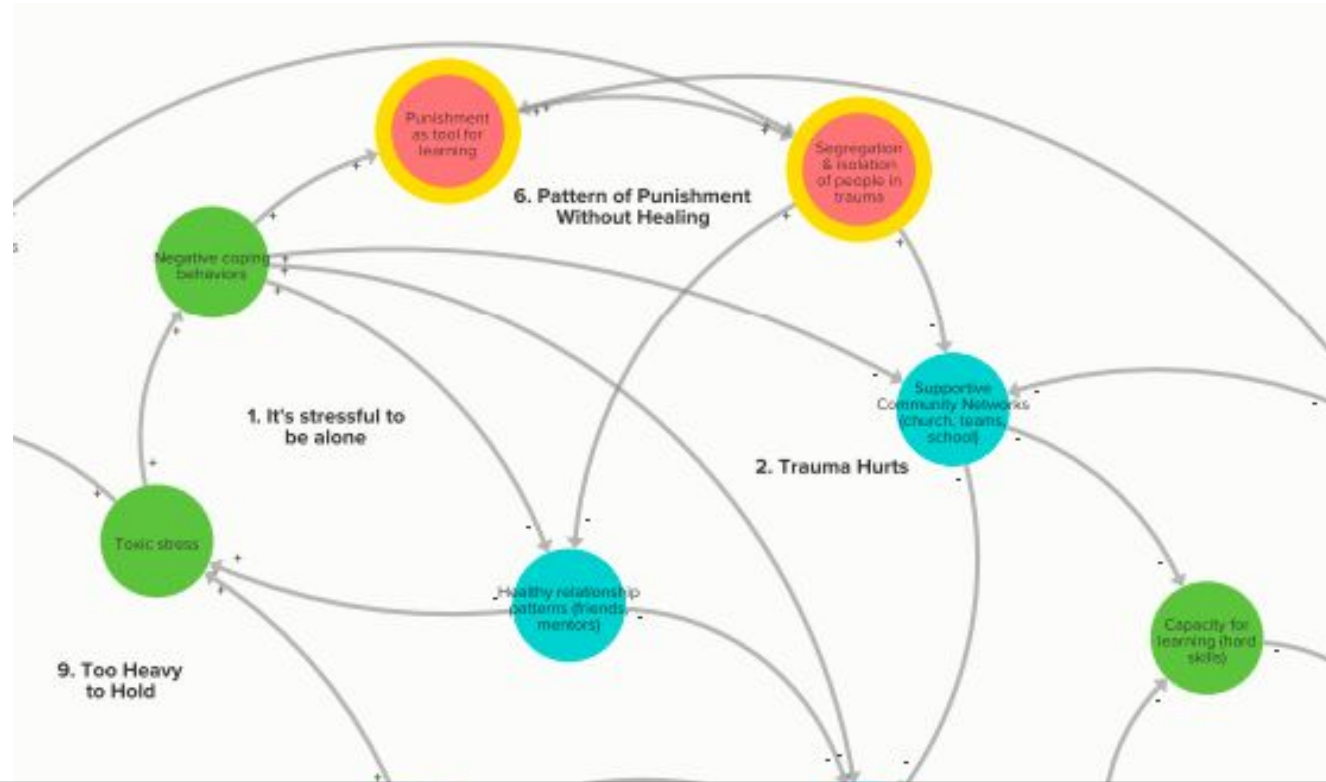 Punishment
as tool for
learning
Segregation
& isolation
of people in
trauma
6. Pattern of Punishment
Without Healing
Negative coping
behaviors
s
1. It's stressful to
be alone
Supportive
Community Networks
(church, teams,
school)
2. Trauma Hurts
Toxic stress
Healthy relationship
patterns (friends,
mentors)
Capacity for
learning (hard
skills)
9. Too Heavy
to Hold